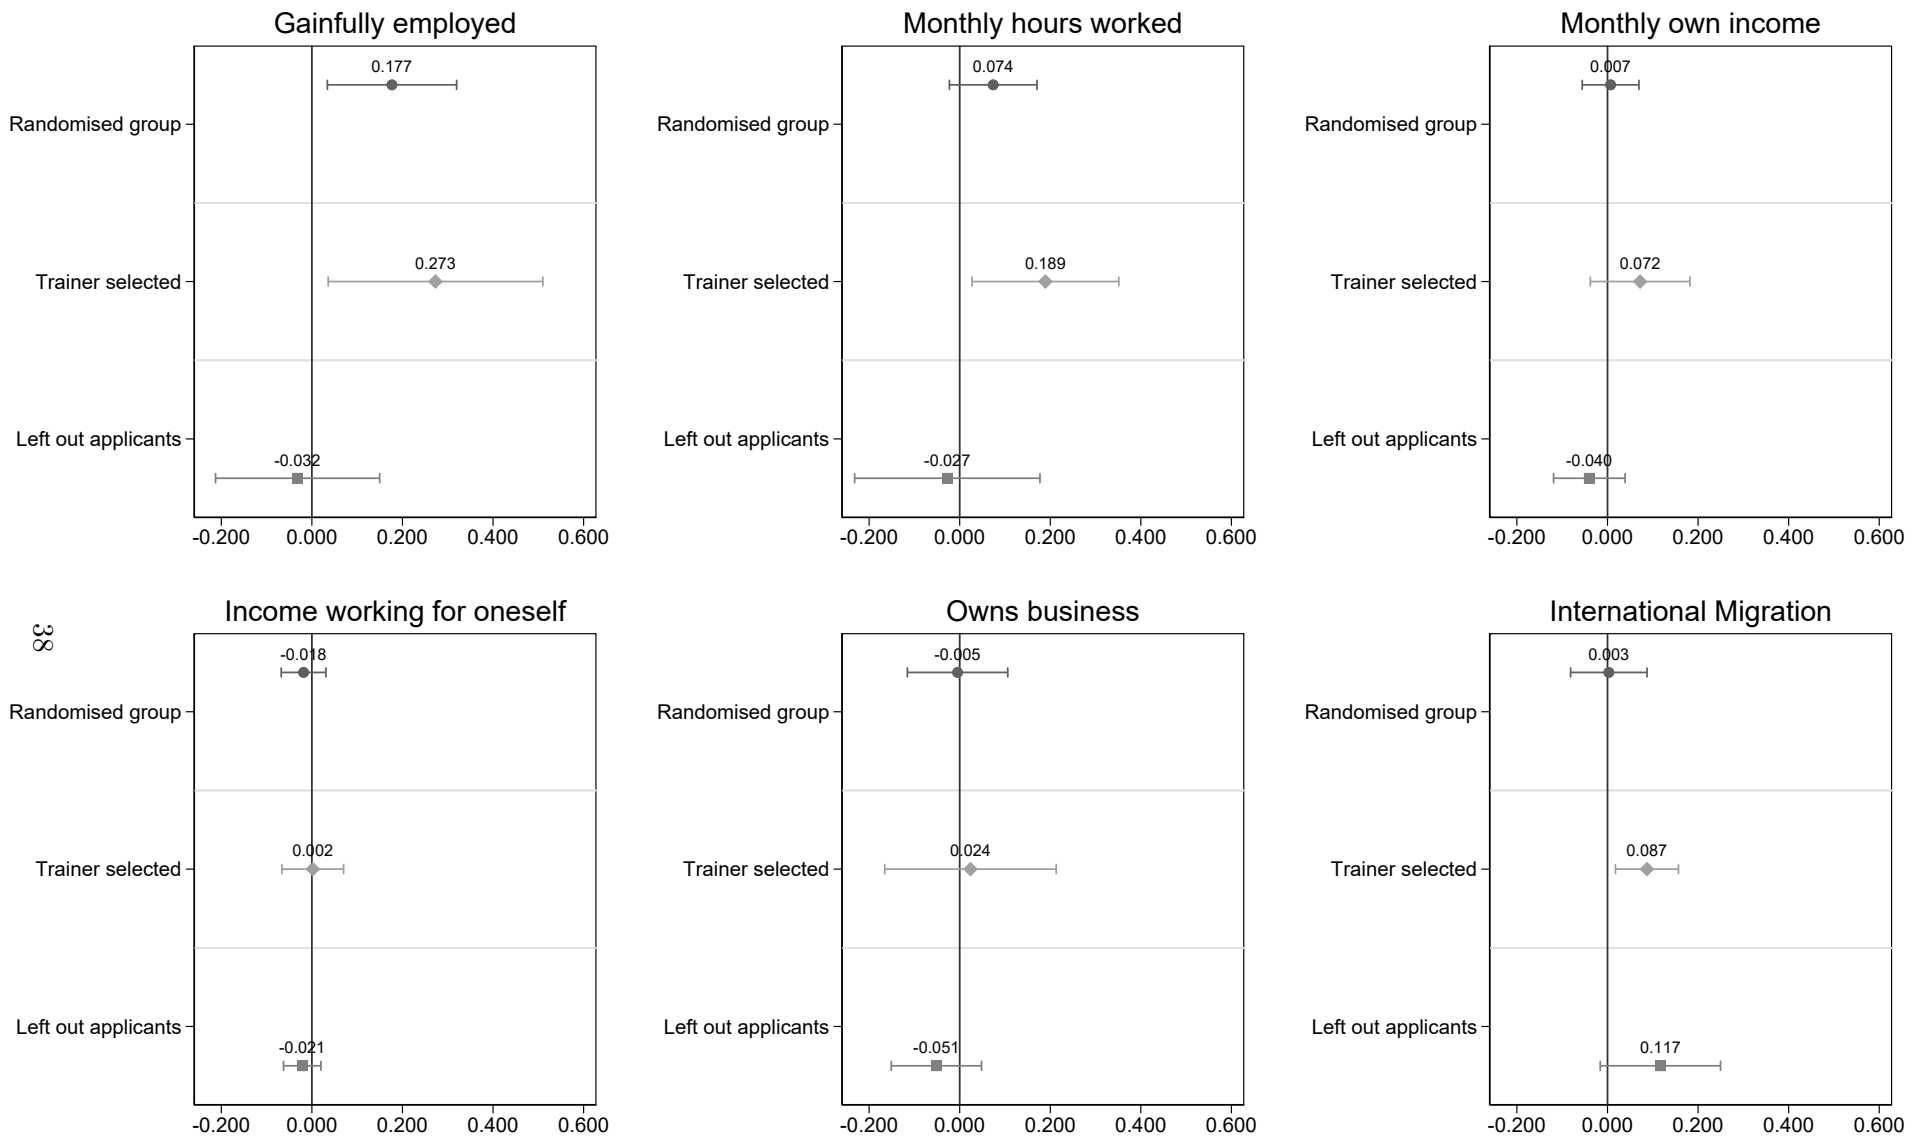 Gainfully employed
0.177
Randomised group
0.273
Trainer selected
Left out applicants
-0.032
-0.200 0.000 0.200 0.400 0.600
Monthly hours worked
0.074
Randomised group
0.189
Trainer selected
Left out applicants
-0.027
-0.200 0.000 0.200 0.400 0.600
Monthly own income
0.007
Randomised group
0.072
Trainer selected
Left out applicants
-0.040
-0.200 0.000 0.200 0.400 0.600
38
Income working for oneself
-0.018
Randomised group
0.002
Trainer selected
Left out applicants
-0.021
-0.200 0.000 0.200 0.400 0.600
Owns business
-0.005
Randomised group
0.024
Trainer selected
Left out applicants
-0.051
-0.200 0.000 0.200 0.400 0.600
International Migration
0.003
Randomised group
0.087
Trainer selected
Left out applicants
0.117
-0.200 0.000 0.200 0.400 0.600